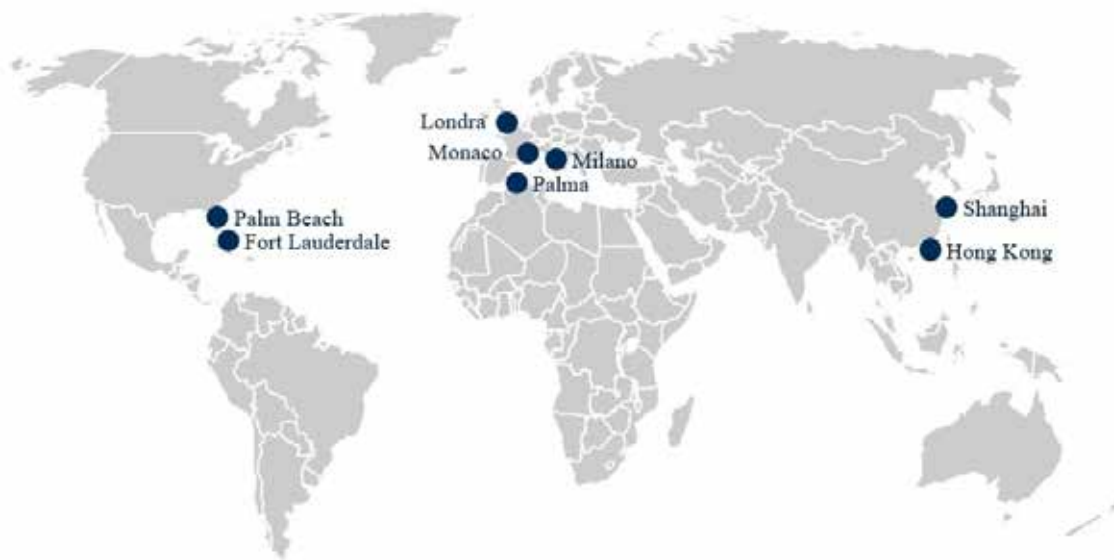 Londra
Monaco
Milano
Palma
Palm Beach
Fort Lauderdale
Shanghai
Hong Kong